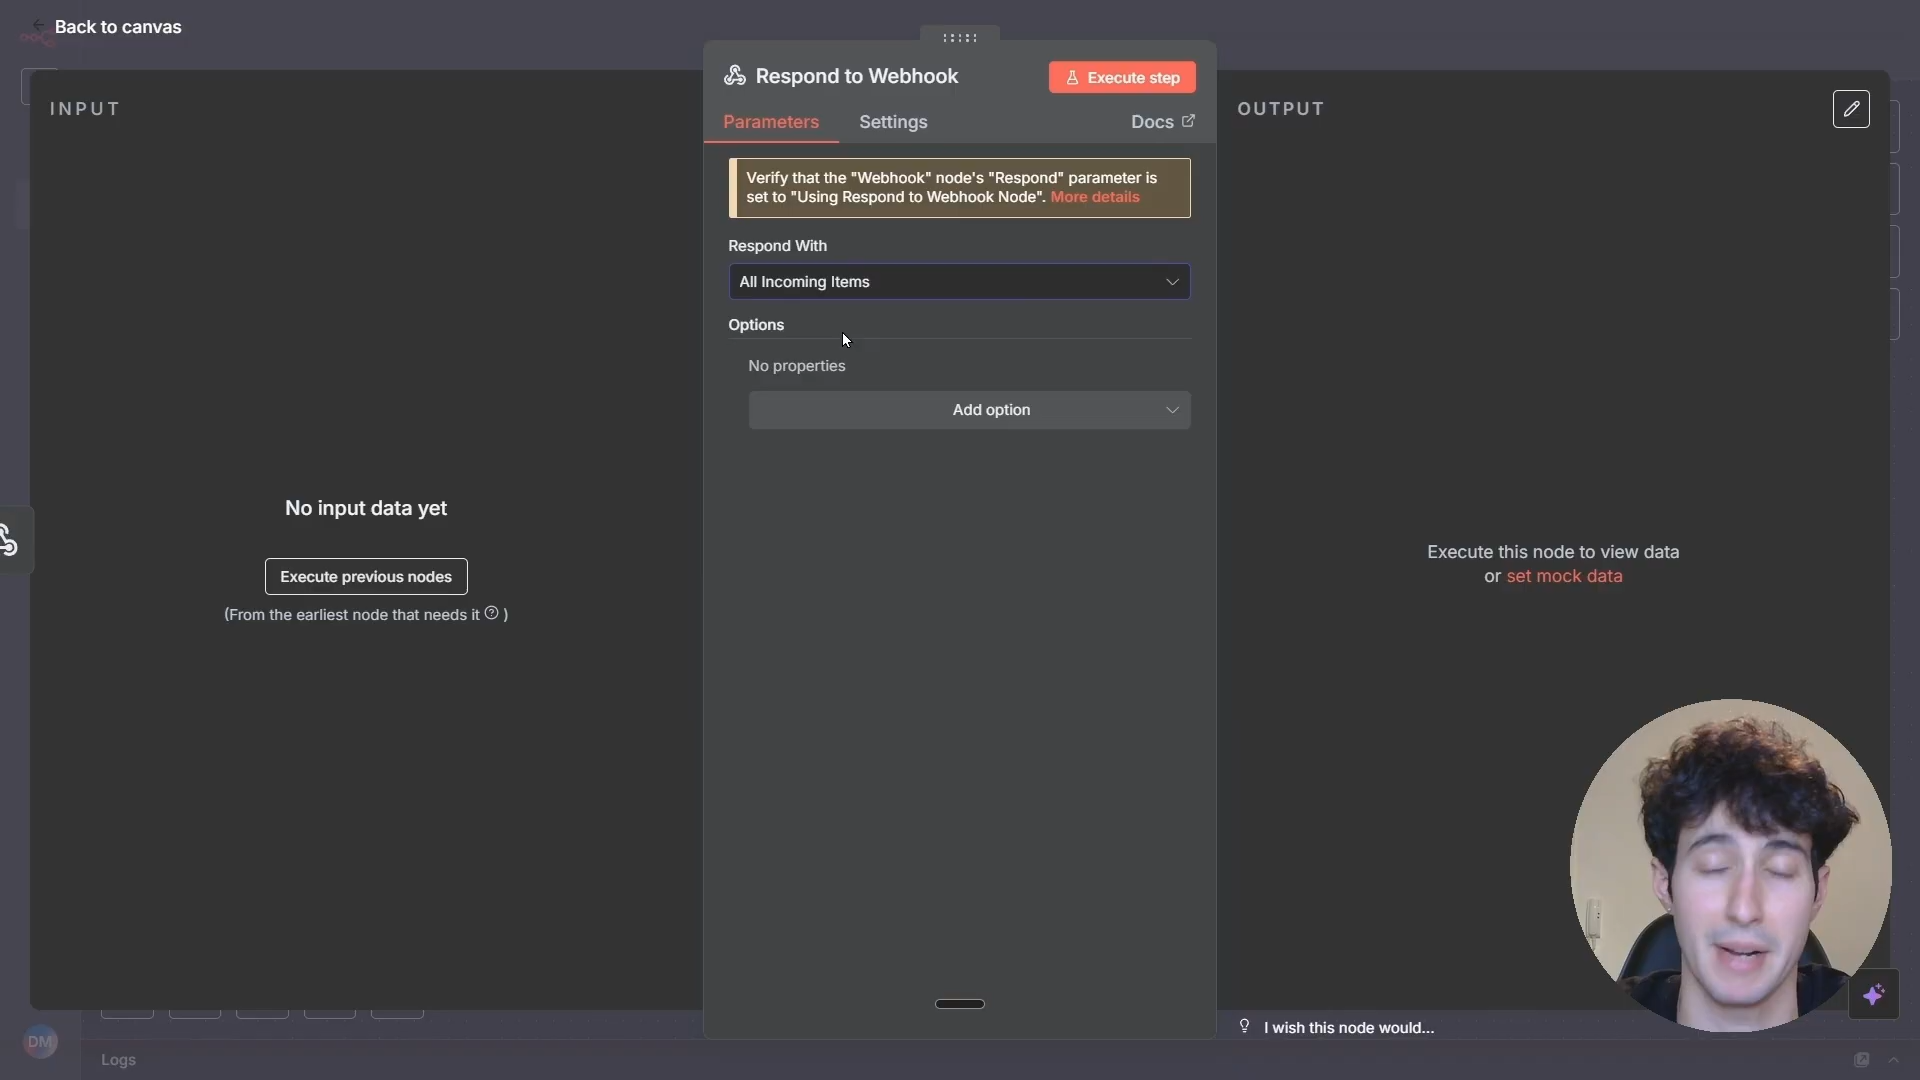 Back to canvas
INPUT
No input data yet
Execute previous nodes
(From the earliest node that needs it ? )
Respond to Webhook
Execute step
Parameters
Settings
Docs
Verify that the "Webhook" node's "Respond" parameter is
set to "Using Respond to Webhook Node". More details
Respond With
All Incoming Items
Options
No properties
Add option
OUTPUT
Execute this node to view data
or set mock data
I wish this node would...
DM
Logs